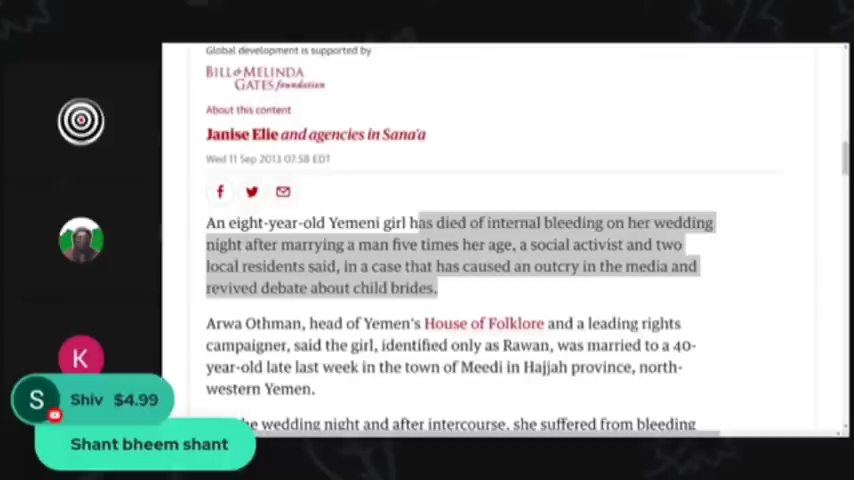 Global development is supported by
BILL & MELINDA
GATES foundation
About this content
Janise Elie and agencies in Sana'a
Wed 11 Sep 2013 07.58 EDT
An eight-year-old Yemeni girl has died of internal bleeding on her wedding
night after marrying a man five times her age, a social activist and two
local residents said, in a case that has caused an outcry in the media and
revived debate about child brides.
Arwa Othman, head of Yemen's House of Folklore and a leading rights
campaigner, said the girl, identified only as Rawan, was married to a 40-
year-old late last week in the town of Meedi in Hajjah province, north-
western Yemen.
the wedding night and after intercourse, she suffered from bleeding
K
S
Shiv $4.99
Shant bheem shant